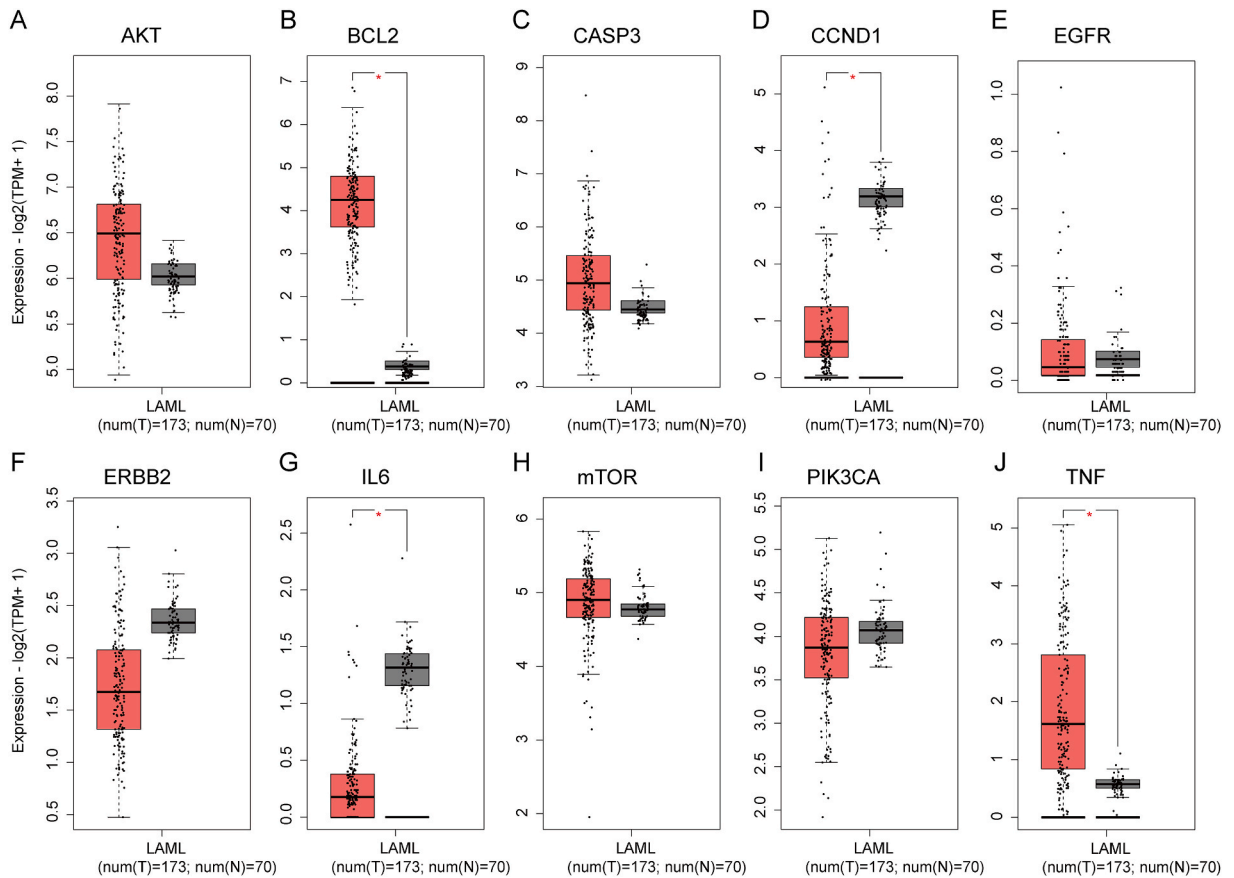 A AKT
B BCL2
C CASP3
D CCND1
E EGFR
Expression - log2(TPM+ 1)
5.0 5.5 6.0 6.5 7.0 7.5 8.0
0 1 2 3 4 5 6 7
3 4 5 6 7 8 9
0 1 2 3 4 5
0.0 0.2 0.4 0.6 0.8 1.0
*
*
LAML
(num(T)=173; num(N)=70)
LAML
(num(T)=173; num(N)=70)
LAML
(num(T)=173; num(N)=70)
LAML
(num(T)=173; num(N)=70)
LAML
(num(T)=173; num(N)=70)
F ERBB2
G IL6
H mTOR
I PIK3CA
J TNF
Expression - log2(TPM+ 1)
0.5 1.0 1.5 2.0 2.5 3.0 3.5
0.0 0.5 1.0 1.5 2.0 2.5
2 3 4 5 6
2.0 2.5 3.0 3.5 4.0 4.5 5.0 5.5
0 1 2 3 4 5
*
*
LAML
(num(T)=173; num(N)=70)
LAML
(num(T)=173; num(N)=70)
LAML
(num(T)=173; num(N)=70)
LAML
(num(T)=173; num(N)=70)
LAML
(num(T)=173; num(N)=70)